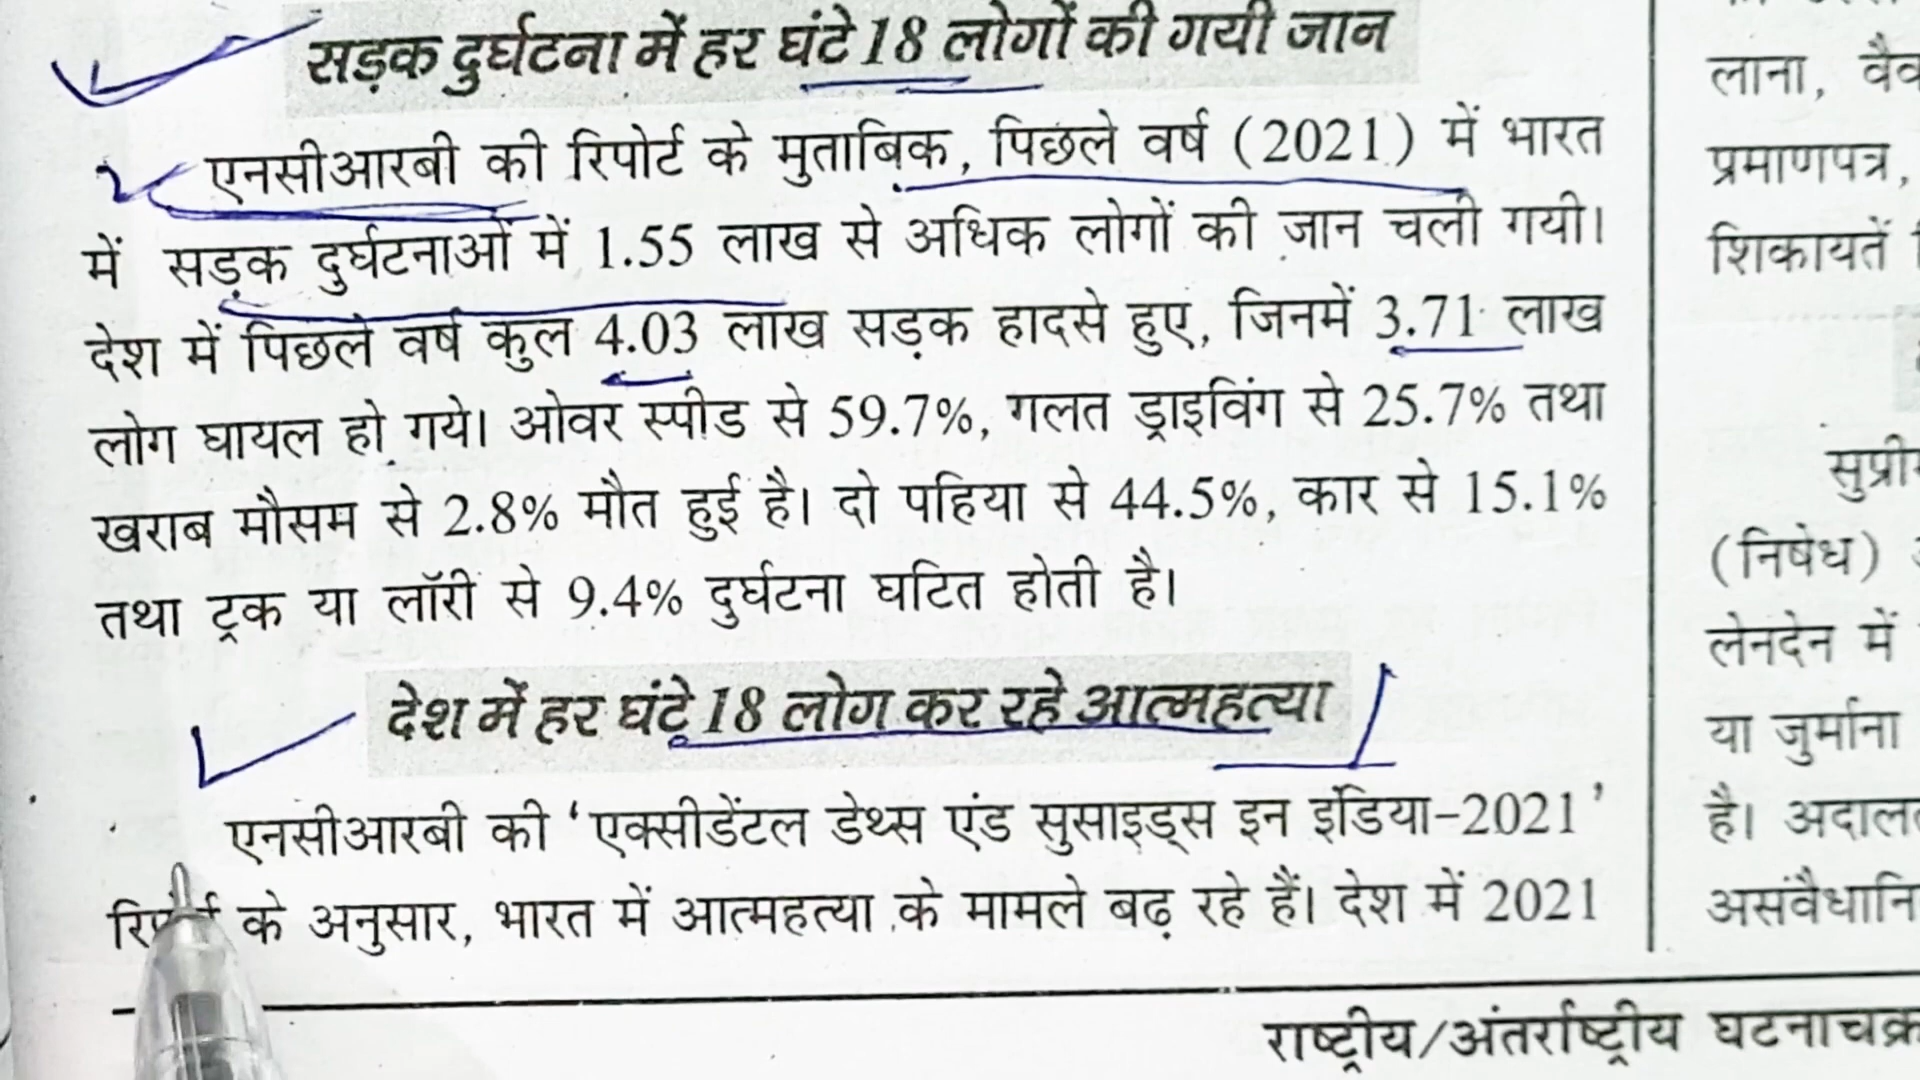 सड़क दुर्घटना में हर घंटे 18 लोगों की गयी जान
एनसीआरबी की रिपोर्ट के मुताबिक, पिछले वर्ष (2021) में भारत
में सड़क दुर्घटनाओं में 1.55 लाख से अधिक लोगों की जान चली गयी।
देश में पिछले वर्ष कुल 4.03 लाख सड़क हादसे हुए, जिनमें 3.71 लाख
लोग घायल हो गये। ओवर स्पीड से 59.7%, गलत ड्राइविंग से 25.7% तथा
खराब मौसम से 2.8% मौत हुई है। दो पहिया से 44.5%, कार से 15.1%
तथा ट्रक या लॉरी से 9.4% दुर्घटना घटित होती है।
देश में हर घंटे 18 लोग कर रहे आत्महत्या
एनसीआरबी की ‘एक्सीडेंटल डेथ्स एंड सुसाइड्स इन इंडिया-2021’
के अनुसार, भारत में आत्महत्या के मामले बढ़ रहे हैं। देश में 2021
लाना,
प्रमाणपत्र,
शिकायतें
(निषेध)
लेनदेन में
या जुर्माना
है।
राष्ट्रीय/अंतर्राष्ट्रीय घटनाचक्र